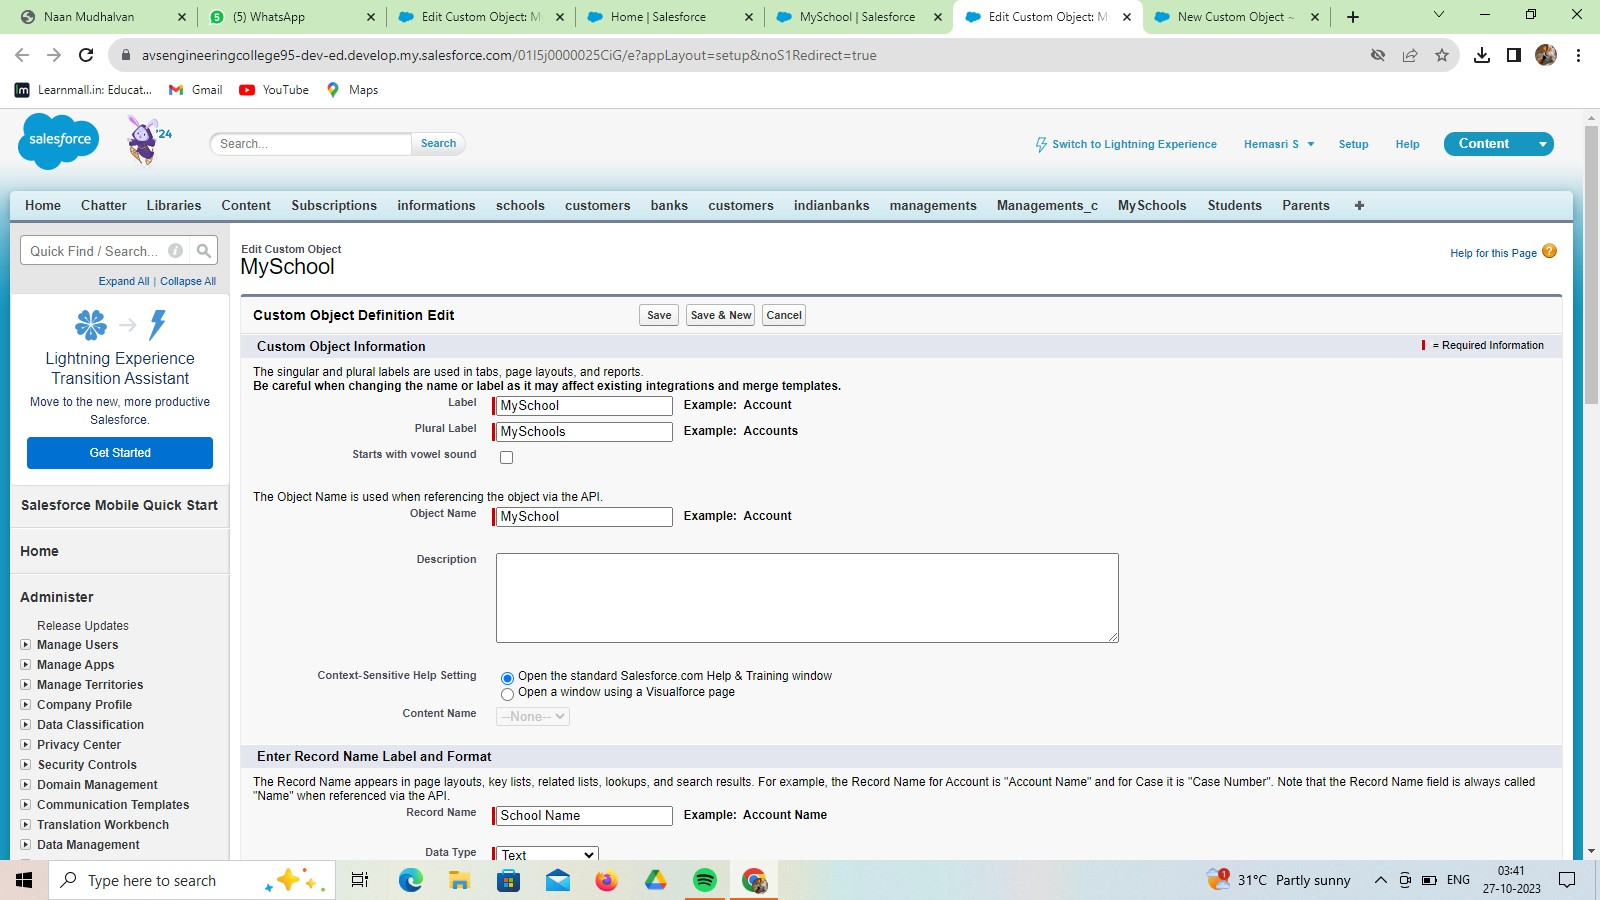 Naan Mudhalvan
(5) WhatsApp
Edit Custom Object: M
Home | Salesforce
MySchool | Salesforce
Edit Custom Object: M
New Custom Object ~
avsengineeringcollege95-dev-ed.develop.my.salesforce.com/01I5j0000025CiG/e?appLayout=setup&noS1Redirect=true
lm Learnmall.in: Educat...
Gmail
YouTube
Maps
salesforce
'24
Search...
Search
Switch to Lightning Experience
Hemasri S
Setup
Help
Content
Home Chatter Libraries Content Subscriptions informations schools customers banks customers indianbanks managements Managements_c MySchools Students Parents +
Quick Find / Search...
Expand All | Collapse All
Lightning Experience
Transition Assistant
Move to the new, more productive
Salesforce.
Get Started
Salesforce Mobile Quick Start
Home
Administer
Release Updates
Manage Users
Manage Apps
Manage Territories
Company Profile
Data Classification
Privacy Center
Security Controls
Domain Management
Communication Templates
Translation Workbench
Data Management
Edit Custom Object
MySchool
Help for this Page ?
Custom Object Definition Edit
Save
Save & New
Cancel
Custom Object Information
= Required Information
The singular and plural labels are used in tabs, page layouts, and reports.
Be careful when changing the name or label as it may affect existing integrations and merge templates.
Label MySchool Example: Account
Plural Label MySchools Example: Accounts
Starts with vowel sound
The Object Name is used when referencing the object via the API.
Object Name MySchool Example: Account
Description
Context-Sensitive Help Setting Open the standard Salesforce.com Help & Training window
Open a window using a Visualforce page
Content Name --None--
Enter Record Name Label and Format
The Record Name appears in page layouts, key lists, related lists, lookups, and search results. For example, the Record Name for Account is "Account Name" and for Case it is "Case Number". Note that the Record Name field is always called
"Name" when referenced via the API.
Record Name School Name Example: Account Name
Data Type Text
Type here to search
1
31°C Partly sunny
ENG
03:41
27-10-2023